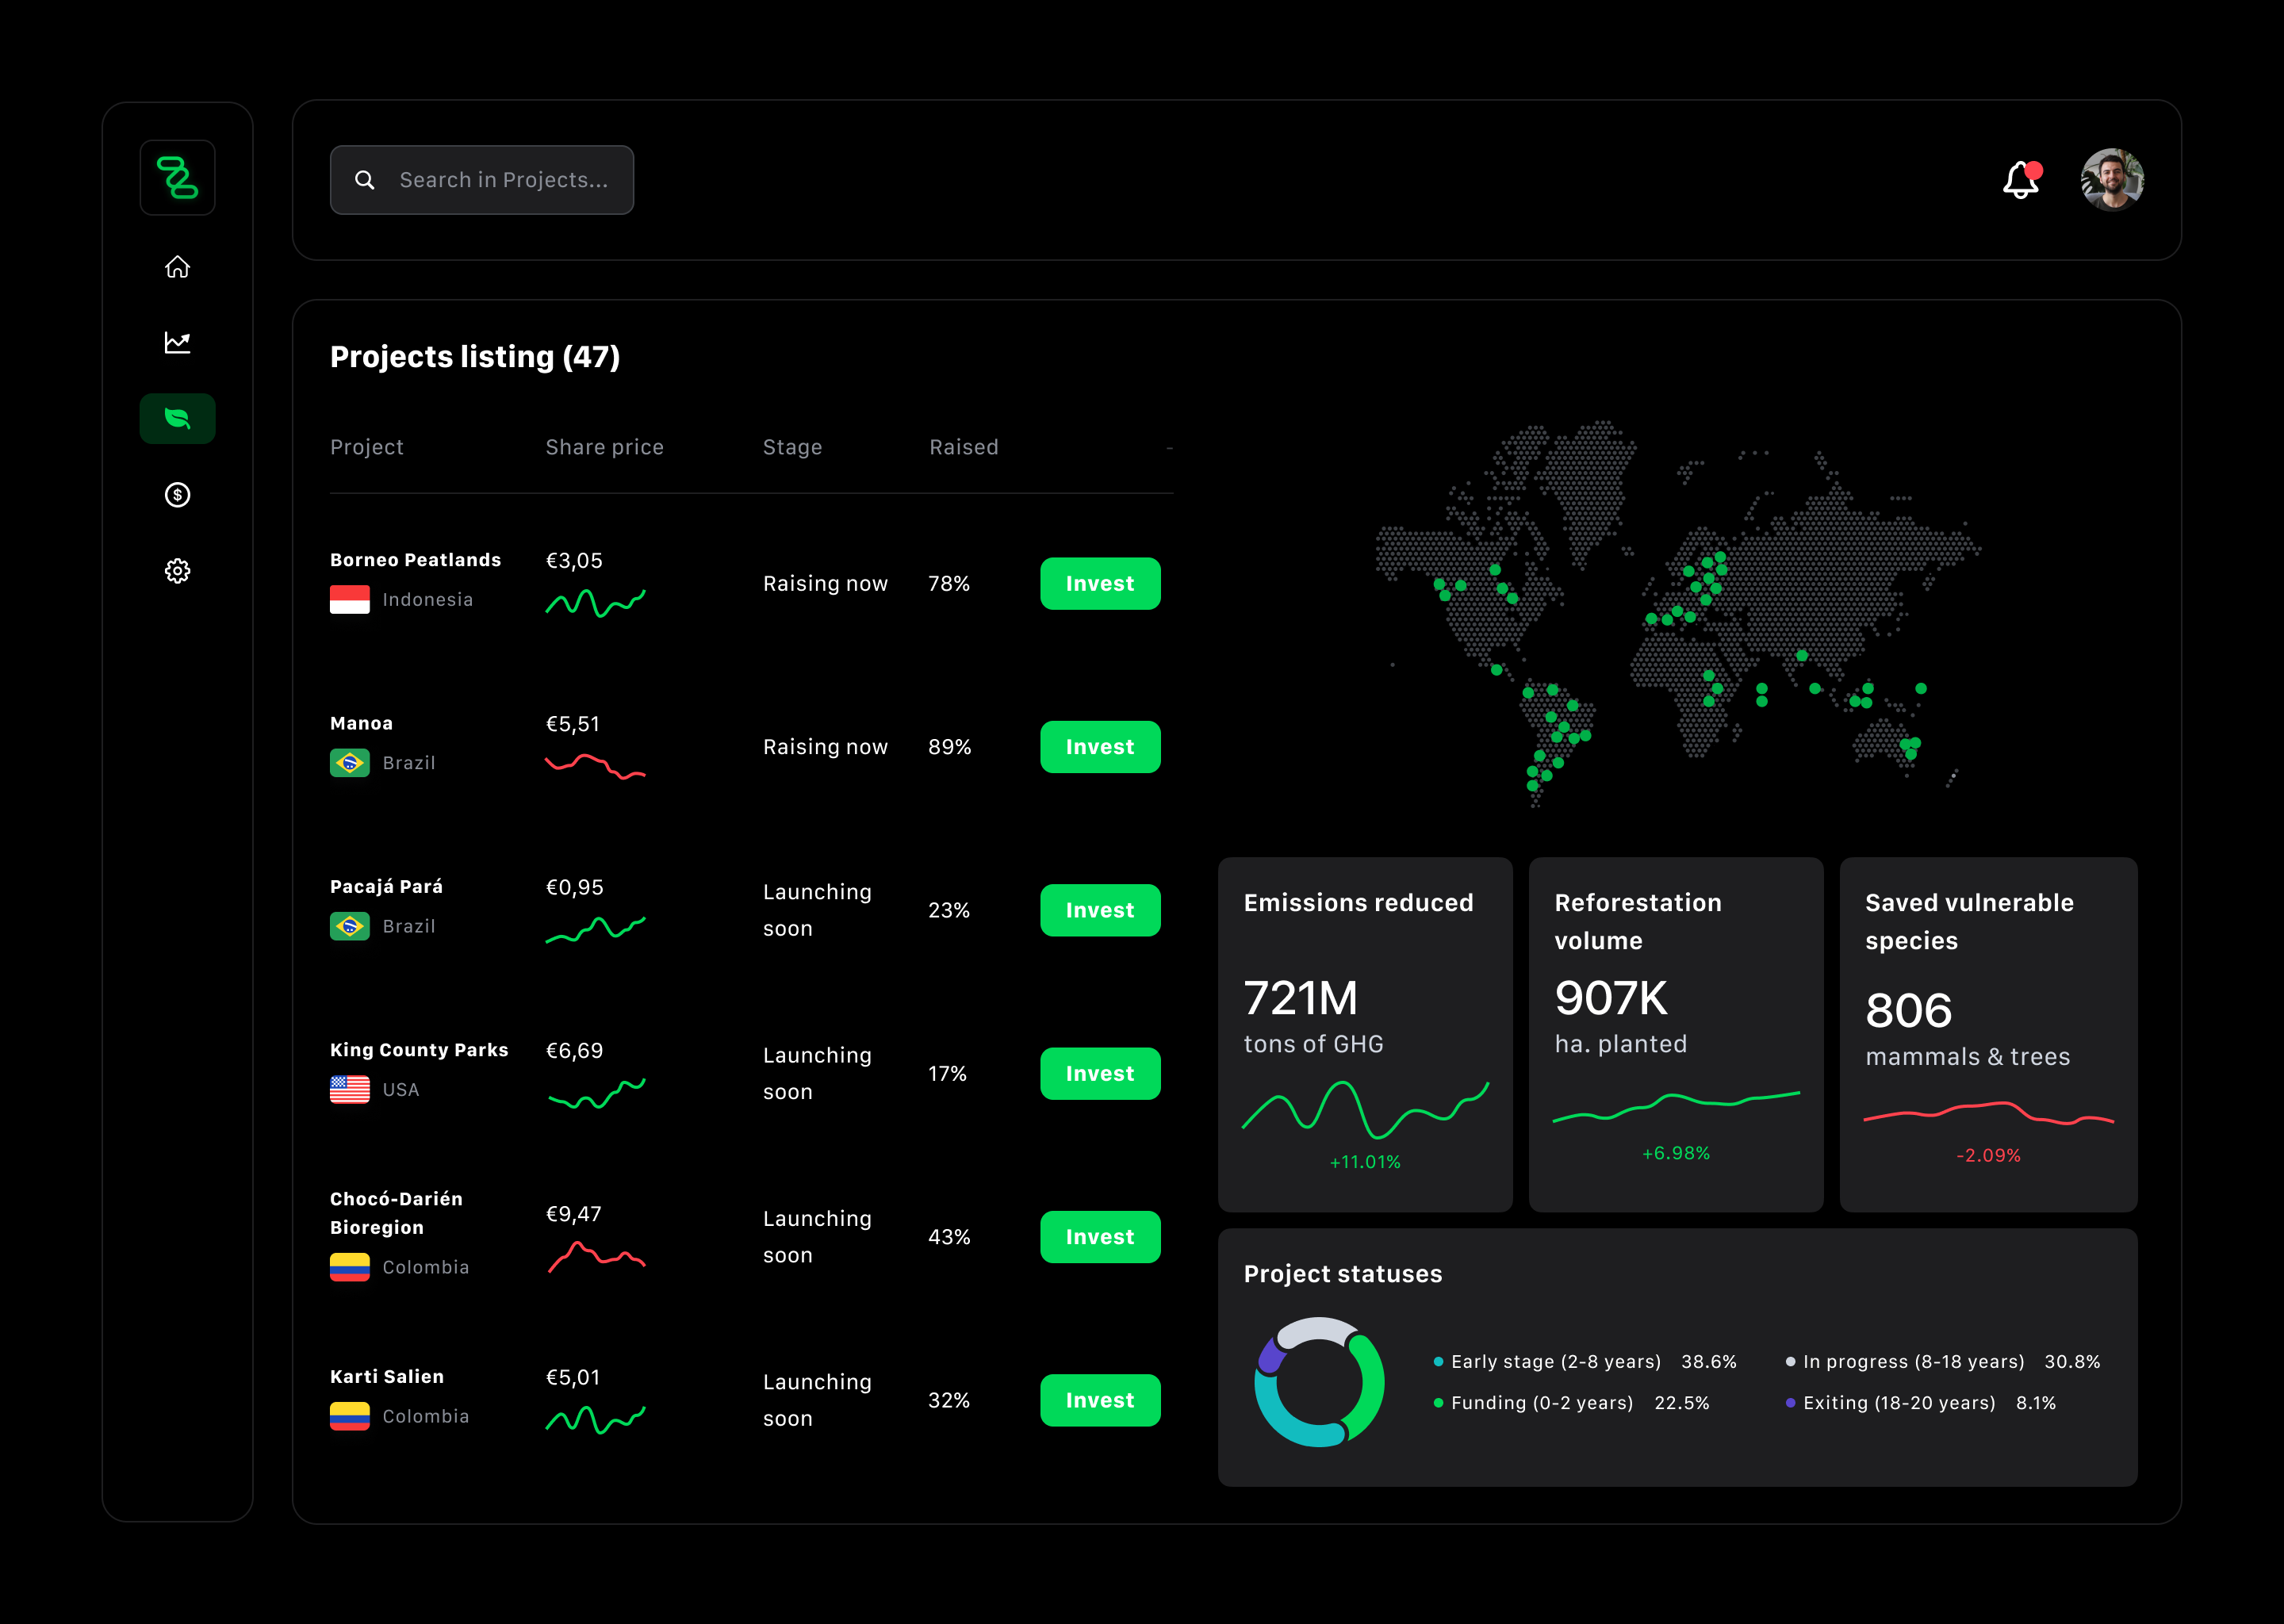 Search in Projects...
Projects listing (47)
Project Share price Stage Raised -
Borneo Peatlands
Indonesia
€3,05
Raising now
78%
Invest
Manoa
Brazil
€5,51
Raising now
89%
Invest
Pacajá Pará
Brazil
€0,95
Launching
soon
23%
Invest
King County Parks
USA
€6,69
Launching
soon
17%
Invest
Chocó-Darién
Bioregion
Colombia
€9,47
Launching
soon
43%
Invest
Karti Salien
Colombia
€5,01
Launching
soon
32%
Invest
Emissions reduced
721M
tons of GHG
+11.01%
Reforestation
volume
907K
ha. planted
+6.98%
Saved vulnerable
species
806
mammals & trees
-2.09%
Project statuses
Early stage (2-8 years) 38.6%
In progress (8-18 years) 30.8%
Funding (0-2 years) 22.5%
Exiting (18-20 years) 8.1%